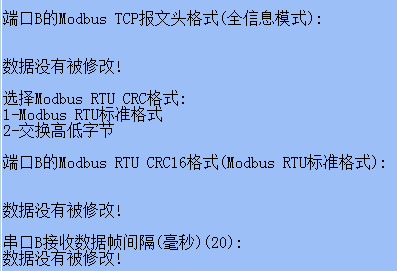 端口B的Modbus TCP报文头格式(全信息模式):
数据没有被修改!
选择Modbus RTU CRC格式:
1-Modbus RTU标准格式
2-交换高低字节
端口B的Modbus RTU CRC16格式(Modbus RTU标准格式):
数据没有被修改!
串口B接收数据帧间隔(毫秒)(20):
数据没有被修改!